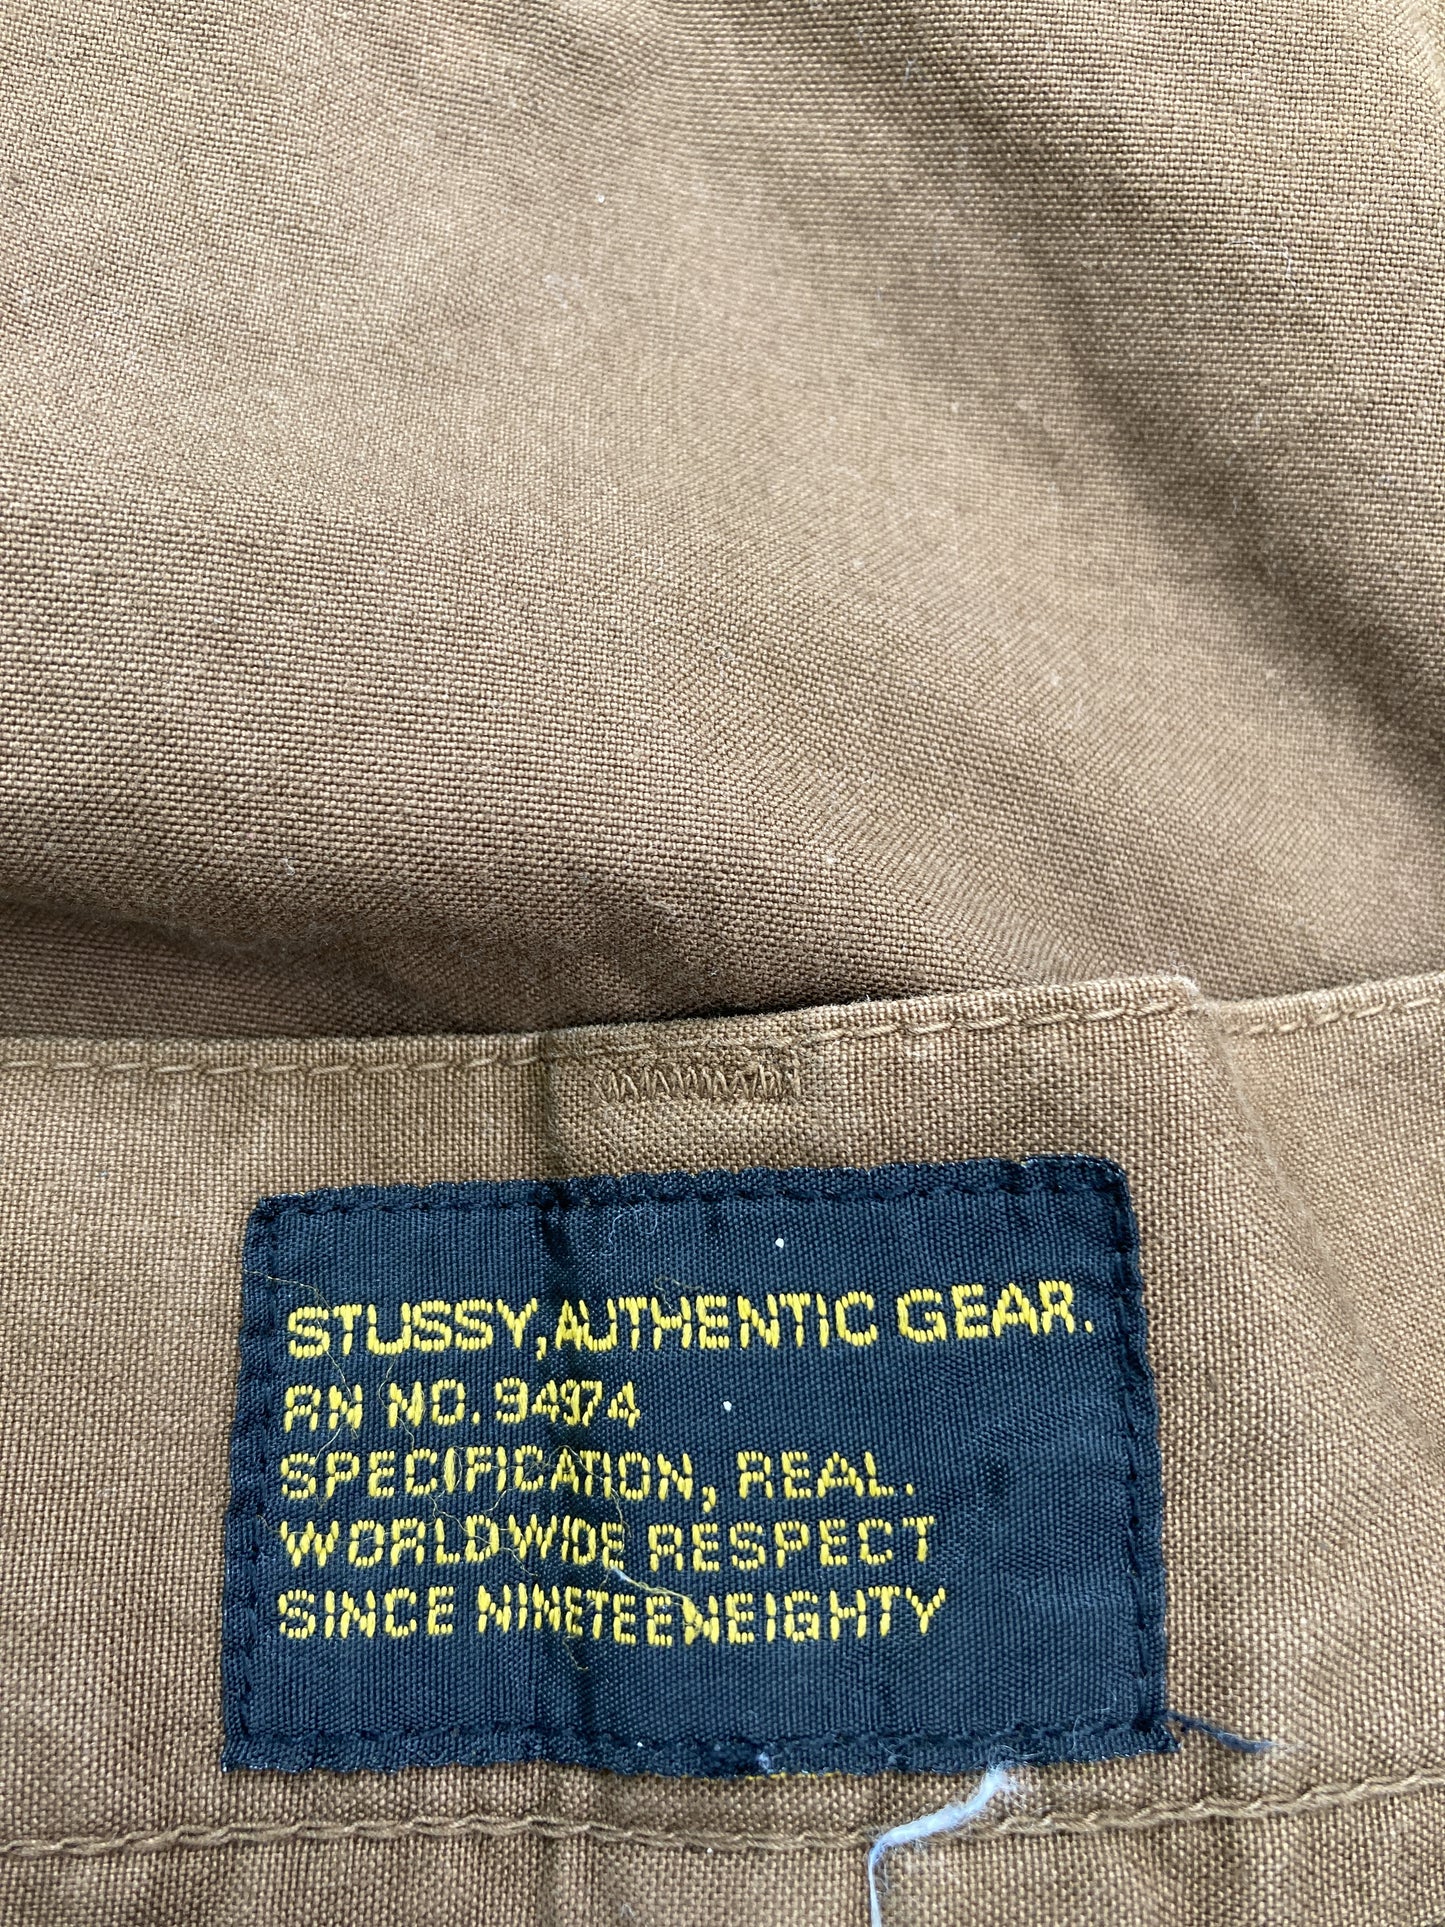 STUSSY, AUTHENTIC GEAR.
RN NO. 94974
SPECIFICATION, REAL.
WORLDWIDE RESPECT
SINCE NINETEENEIGHTY